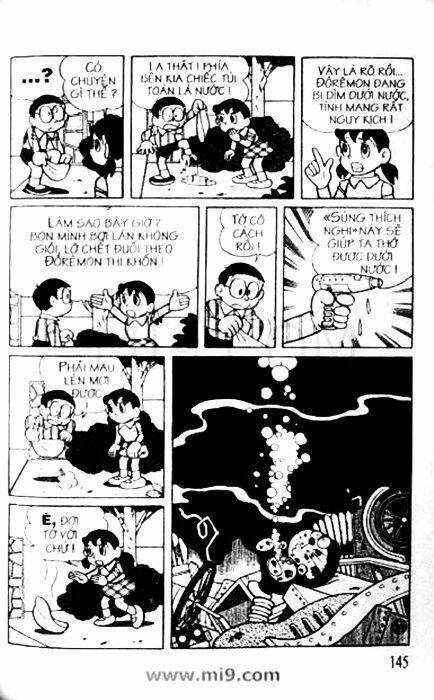 ...?
CÓ
CHUYỆN
GÌ THẾ ?
LẠ THẬT ! PHÍA
BÊN KIA CHIẾC TÚI
TOÀN LÀ NƯỚC !
VẬY LÀ RÕ RỒI...
ĐÔRÊMON ĐANG
BỊ DÌM DƯỚI NƯỚC,
TÍNH MẠNG RẤT
NGUY KỊCH !
LÀM SAO BÂY GIỜ ?
BỌN MÌNH BƠI LẶN KHÔNG
GIỎI, LỠ CHẾT ĐUỐI THEO
ĐÔRÊMON THÌ KHỐN !
TỚ CÓ
CÁCH
RỒI !
«SÚNG THÍCH
NGHI» NÀY SẼ
GIÚP TA THỞ
ĐƯỢC DƯỚI
NƯỚC !
PHẢI MAU
LÊN MỚI
ĐƯỢC
!
Ê, ĐỢI
TỚ VỚI
CHỨ !
145
www.mi9.com